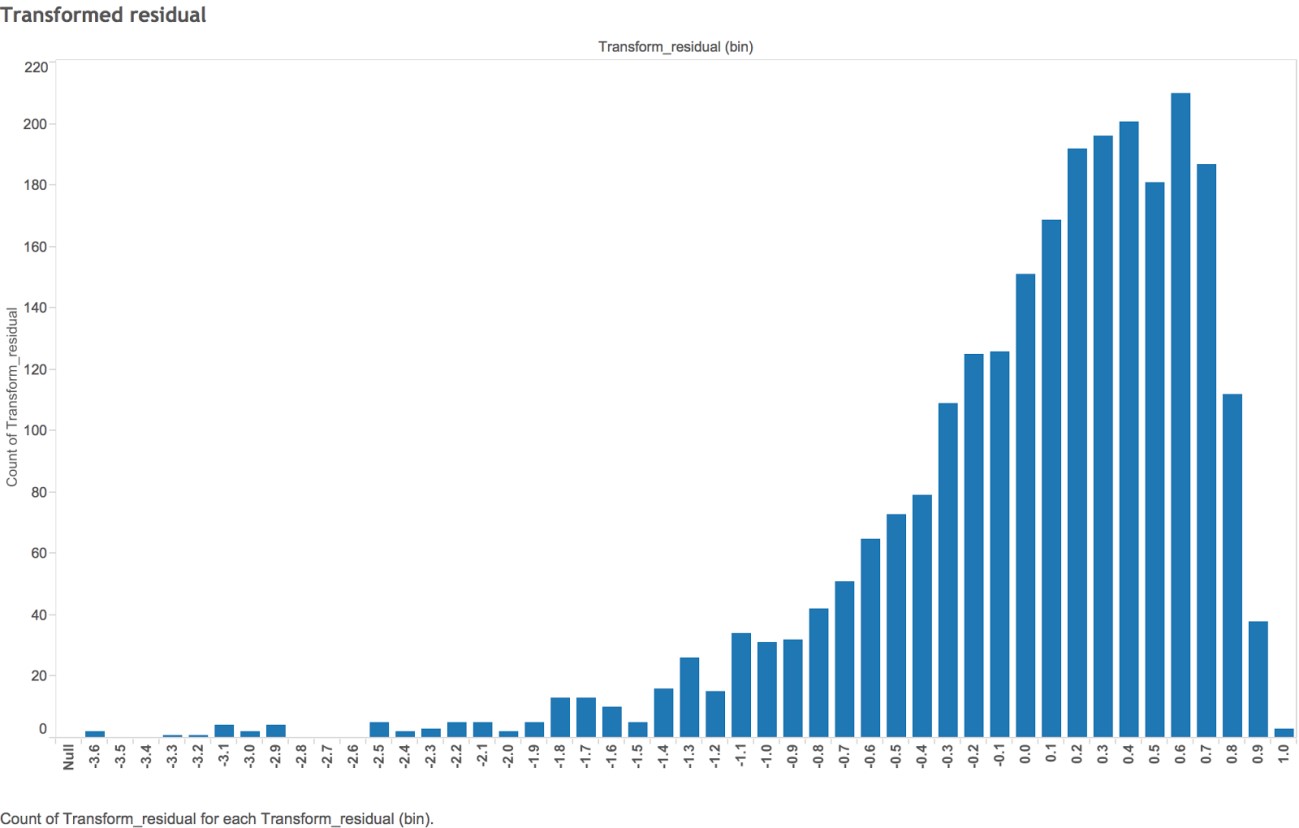 Transformed residual
Transform_residual (bin)
220
200
180
160
140
120
100
80
60
40
20
0
Count of Transform_residual
Null -3.6 -3.5 -3.4 -3.3 -3.2 -3.1 -3.0 -2.9 -2.8 -2.7 -2.6 -2.5 -2.4 -2.3 -2.2 -2.1 -2.0 -1.9 -1.8 -1.7 -1.6 -1.5 -1.4 -1.3 -1.2 -1.1 -1.0 -0.9 -0.8 -0.7 -0.6 -0.5 -0.4 -0.3 -0.2 -0.1 0.0 0.1 0.2 0.3 0.4 0.5 0.6 0.7 0.8 0.9 1.0
Count of Transform_residual for each Transform_residual (bin).